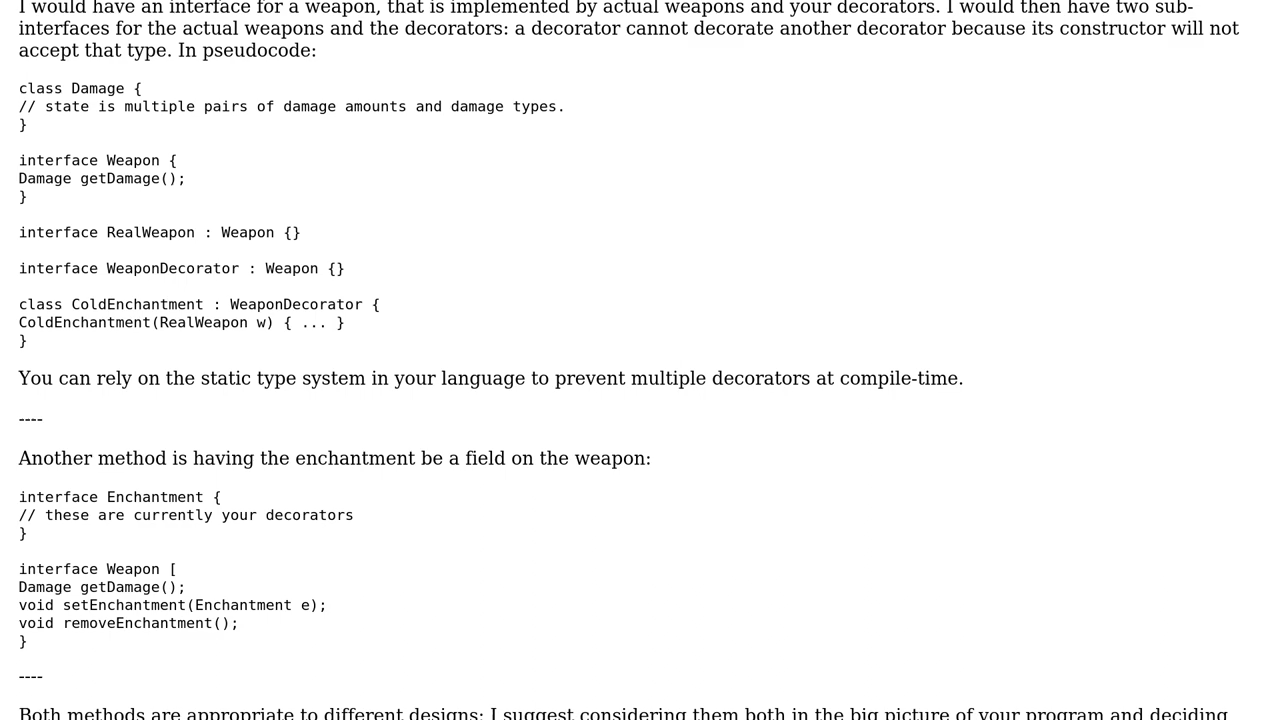 I would have an interface for a weapon, that is implemented by actual weapons and your decorators. I would then have two sub-
interfaces for the actual weapons and the decorators: a decorator cannot decorate another decorator because its constructor will not
accept that type. In pseudocode:
class Damage {
// state is multiple pairs of damage amounts and damage types.
}
interface Weapon {
Damage getDamage();
}
interface RealWeapon : Weapon {}
interface WeaponDecorator : Weapon {}
class ColdEnchantment : WeaponDecorator {
ColdEnchantment(RealWeapon w) { ... }
}
You can rely on the static type system in your language to prevent multiple decorators at compile-time.
----
Another method is having the enchantment be a field on the weapon:
interface Enchantment {
// these are currently your decorators
}
interface Weapon [
Damage getDamage();
void setEnchantment(Enchantment e);
void removeEnchantment();
}
----
Both methods are appropriate to different designs; I suggest considering them both in the big picture of your program and deciding